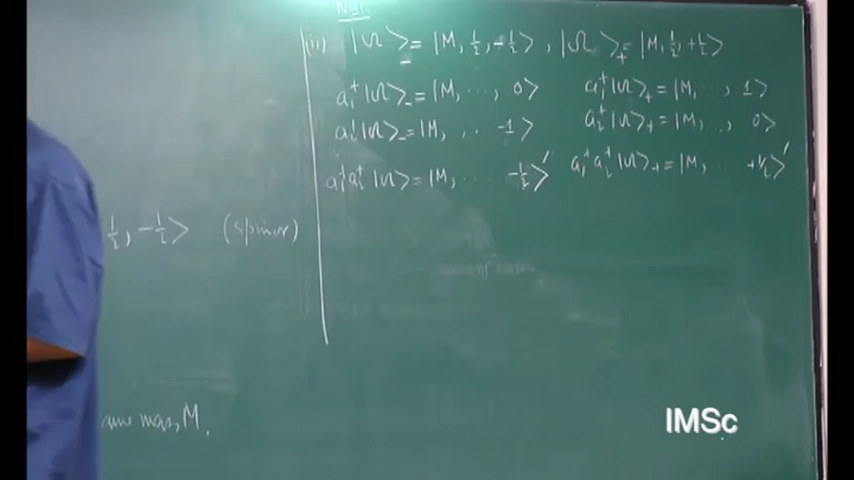 N=1
(ii) |Ω>₋ = |M, ½, -½> , |Ω>₊ = |M, ½, +½>
a₁†|Ω>₋ = |M, ..., 0> a₁†|Ω>₊ = |M, ..., 1>
a₂†|Ω>₋ = |M, .. -1> a₂†|Ω>₊ = |M, .., 0>
a₁†a₂†|Ω> = |M, .... -½>' a₁†a₂†|Ω>₊ = |M, .. +½>'
½, -½> (spinor)
mass, M.
IMSc